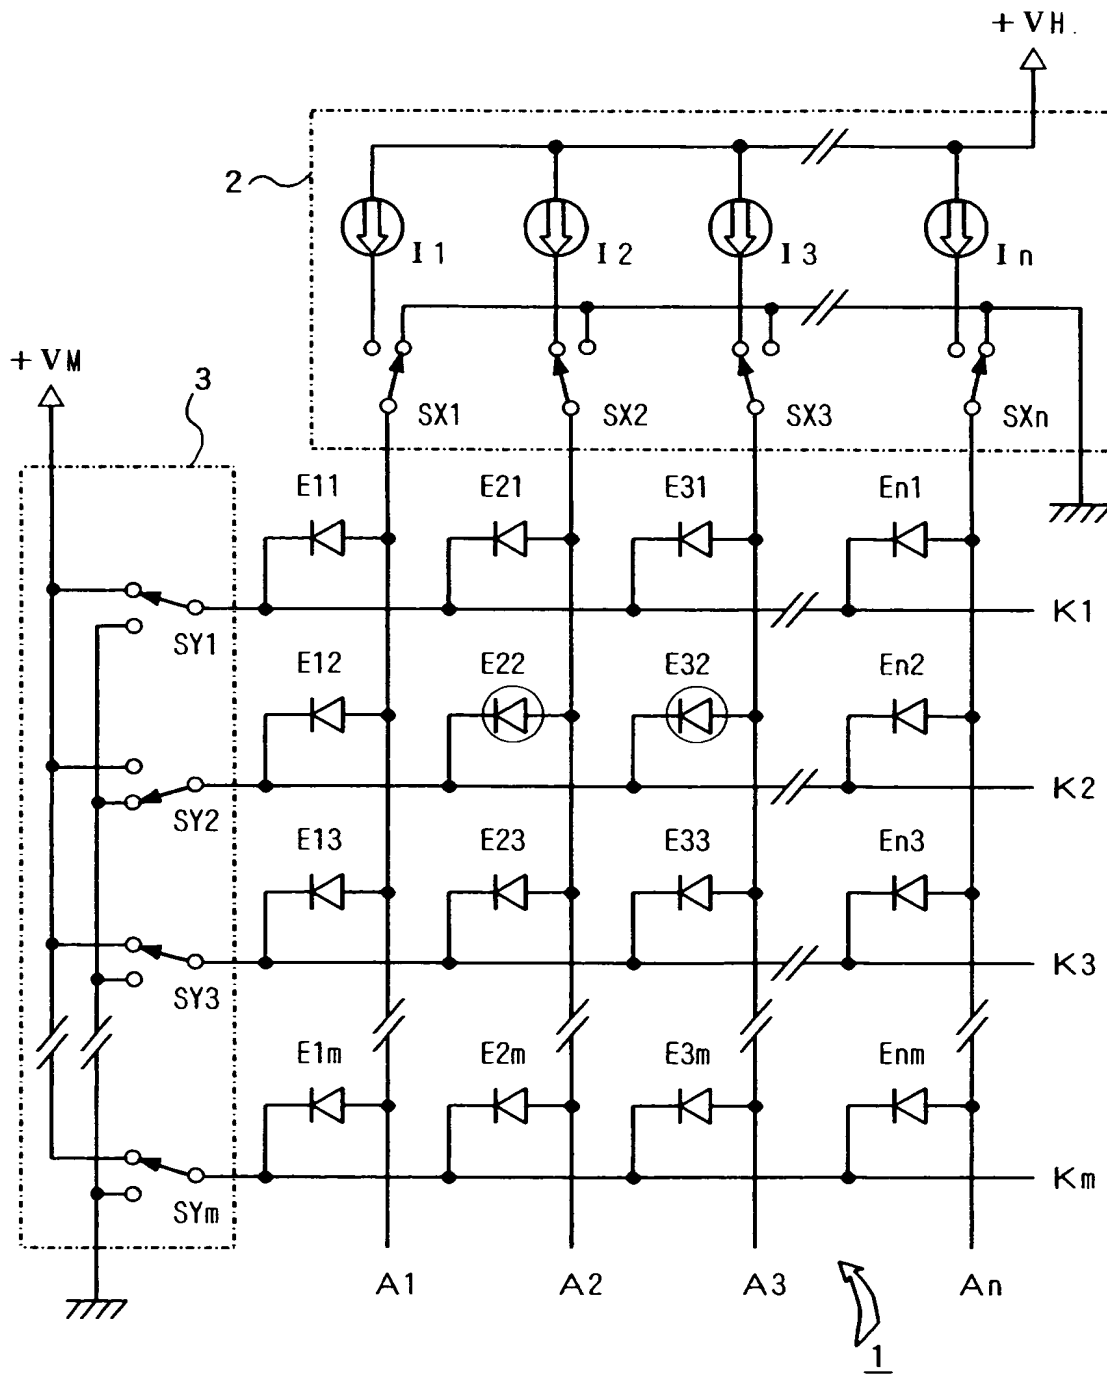 +VH.
2
I1 I2 I3 In
+VM
3
SX1 SX2 SX3 SXn
E11 E21 E31 En1
SY1
K1
E12 E22 E32 En2
SY2
K2
E13 E23 E33 En3
SY3
K3
E1m E2m E3m Enm
SYm
Km
A1 A2 A3 An
1